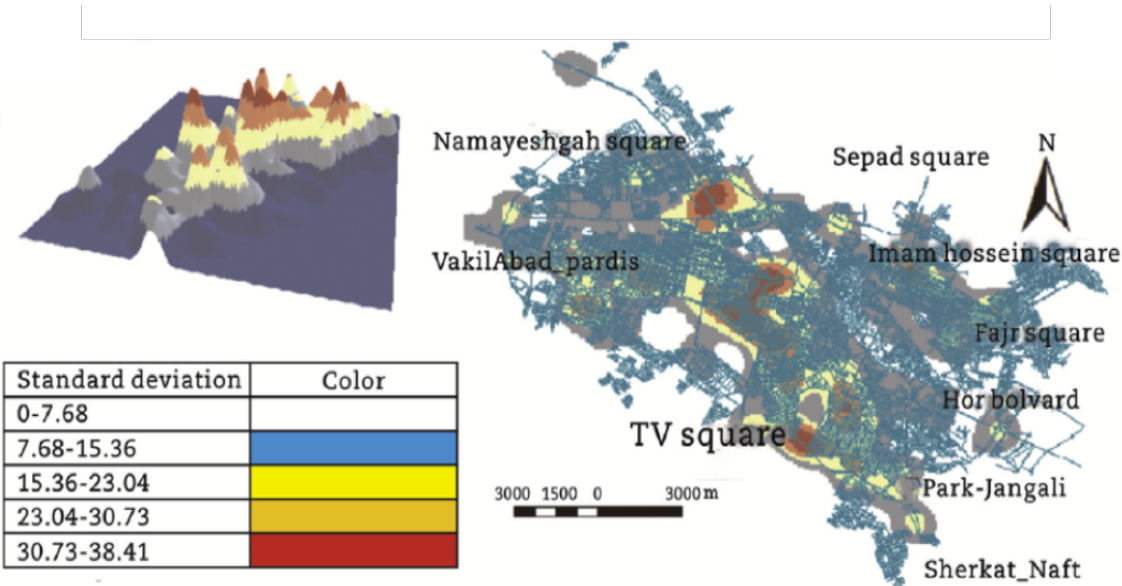 Namayeshgah square
Sepad square
N
VakilAbad_pardis
Imam hossein square
Fajr square
Hor bolvard
TV square
Park-Jangali
Sherkat_Naft
3000 1500 0 3000m
Standard deviation Color
0-7.68
7.68-15.36
15.36-23.04
23.04-30.73
30.73-38.41